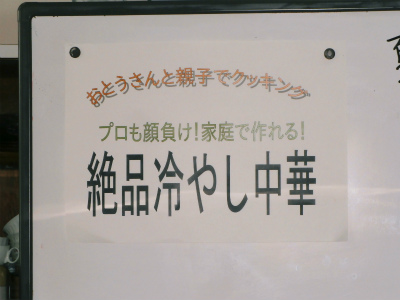 おとうさんと親子でクッキング
プロも顔負け！家庭で作れる！
絶品冷やし中華